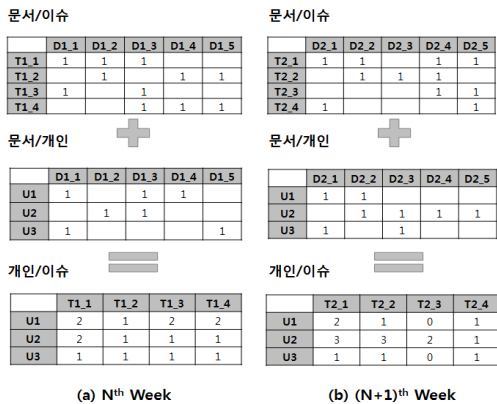 문서/이슈
D1_1 D1_2 D1_3 D1_4 D1_5
T1_1 1 1 1
T1_2 1 1 1
T1_3 1 1
T1_4 1 1 1
문서/개인
D1_1 D1_2 D1_3 D1_4 D1_5
U1 1 1 1
U2 1 1
U3 1 1
개인/이슈
T1_1 T1_2 T1_3 T1_4
U1 2 1 2 2
U2 2 1 1 1
U3 1 1 1 1
(a) Nth Week
문서/이슈
D2_1 D2_2 D2_3 D2_4 D2_5
T2_1 1 1 1 1
T2_2 1 1 1
T2_3 1 1
T2_4 1 1
문서/개인
D2_1 D2_2 D2_3 D2_4 D2_5
U1 1 1
U2 1 1 1 1
U3 1 1
개인/이슈
T2_1 T2_2 T2_3 T2_4
U1 2 1 0 1
U2 3 3 2 1
U3 1 1 0 1
(b) (N+1)th Week